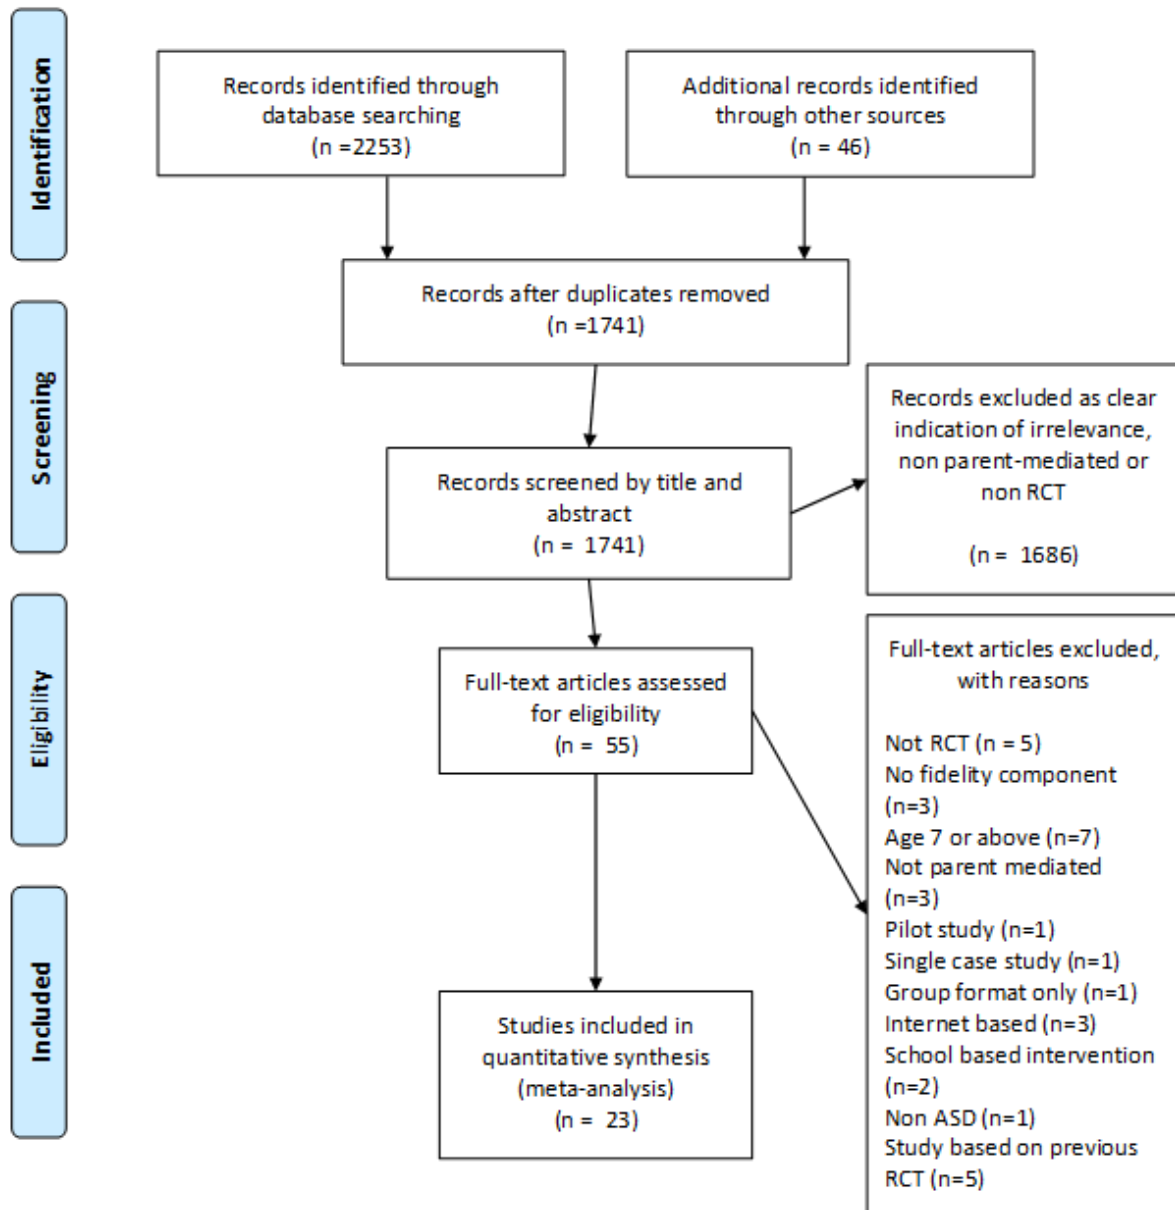 Identification
Records identified through
database searching
(n =2253)
Additional records identified
through other sources
(n = 46)
Records after duplicates removed
(n =1741)
Screening
Records screened by title and
abstract
(n = 1741)
Records excluded as clear
indication of irrelevance,
non parent-mediated or
non RCT
(n = 1686)
Eligibility
Full-text articles assessed
for eligibility
(n = 55)
Full-text articles excluded,
with reasons
Not RCT (n = 5)
No fidelity component
(n=3)
Age 7 or above (n=7)
Not parent mediated
(n=3)
Pilot study (n=1)
Single case study (n=1)
Group format only (n=1)
Internet based (n=3)
School based intervention
(n=2)
Non ASD (n=1)
Study based on previous
RCT (n=5)
Included
Studies included in
quantitative synthesis
(meta-analysis)
(n = 23)